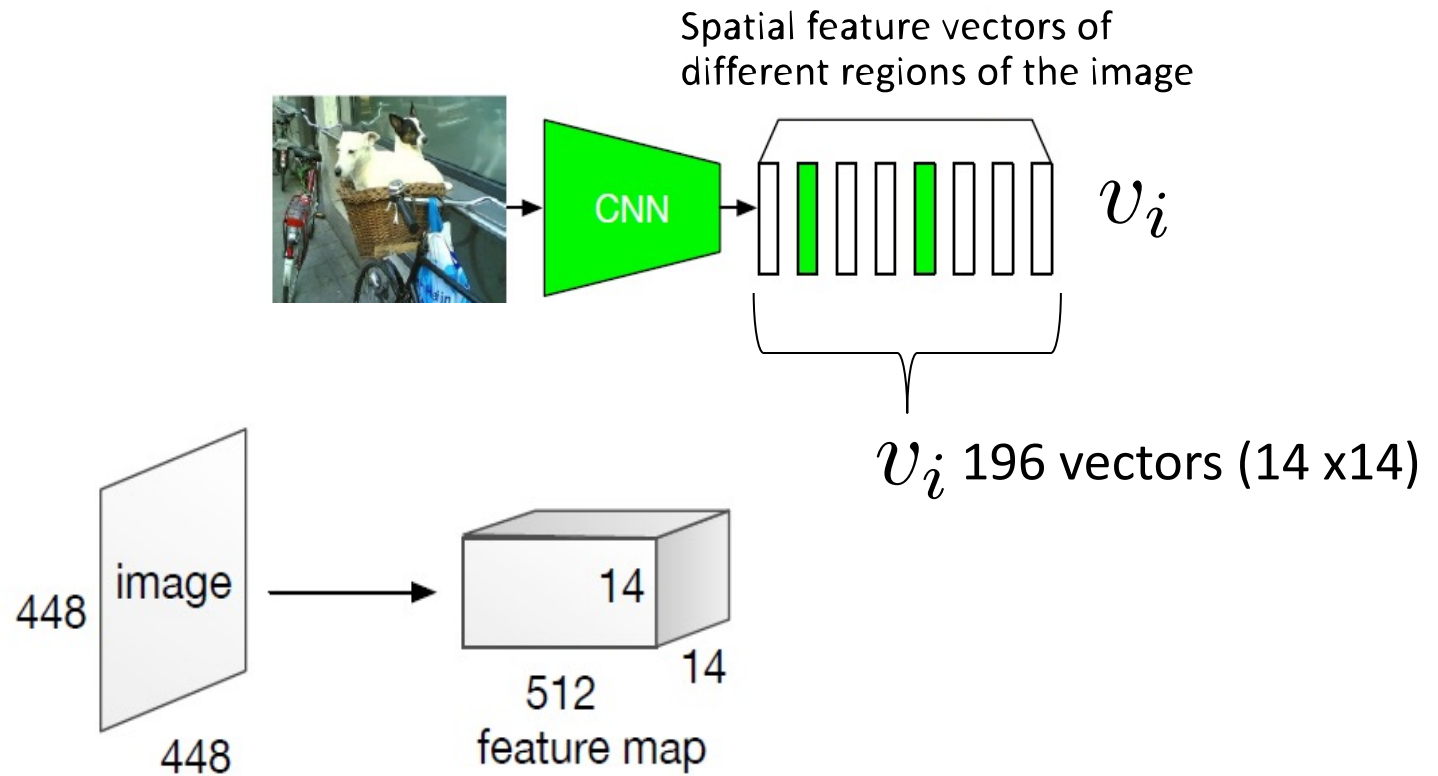 Spatial feature vectors of
different regions of the image
CNN
v_i
v_i 196 vectors (14 x14)
image
448
448
14
14
512
feature map